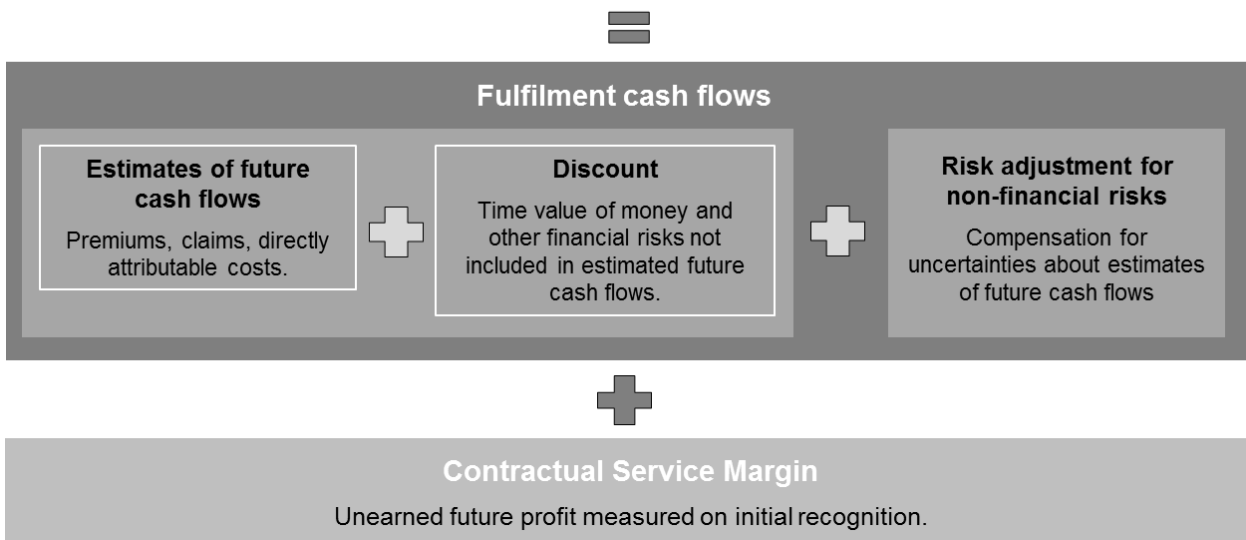 Fulfilment cash flows
Estimates of future
cash flows
Premiums, claims, directly
attributable costs.
Discount
Time value of money and
other financial risks not
included in estimated future
cash flows.
Risk adjustment for
non-financial risks
Compensation for
uncertainties about estimates
of future cash flows
Contractual Service Margin
Unearned future profit measured on initial recognition.